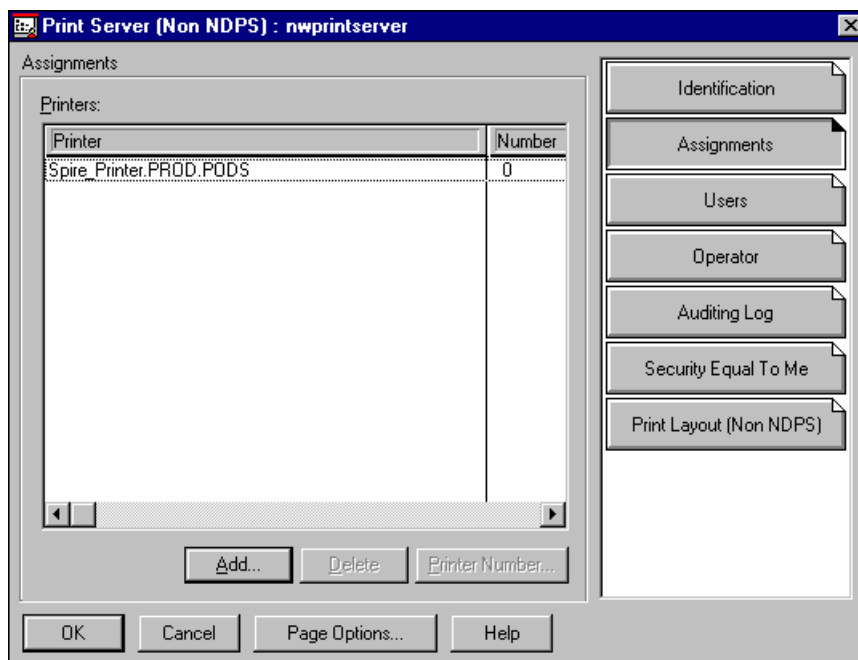 Print Server (Non NDPS) : nwprintserver
Assignments
Printers:
Printer Number
Spire_Printer.PROD.PODS 0
Add... Delete Printer Number...
OK Cancel Page Options... Help
Identification
Assignments
Users
Operator
Auditing Log
Security Equal To Me
Print Layout (Non NDPS)